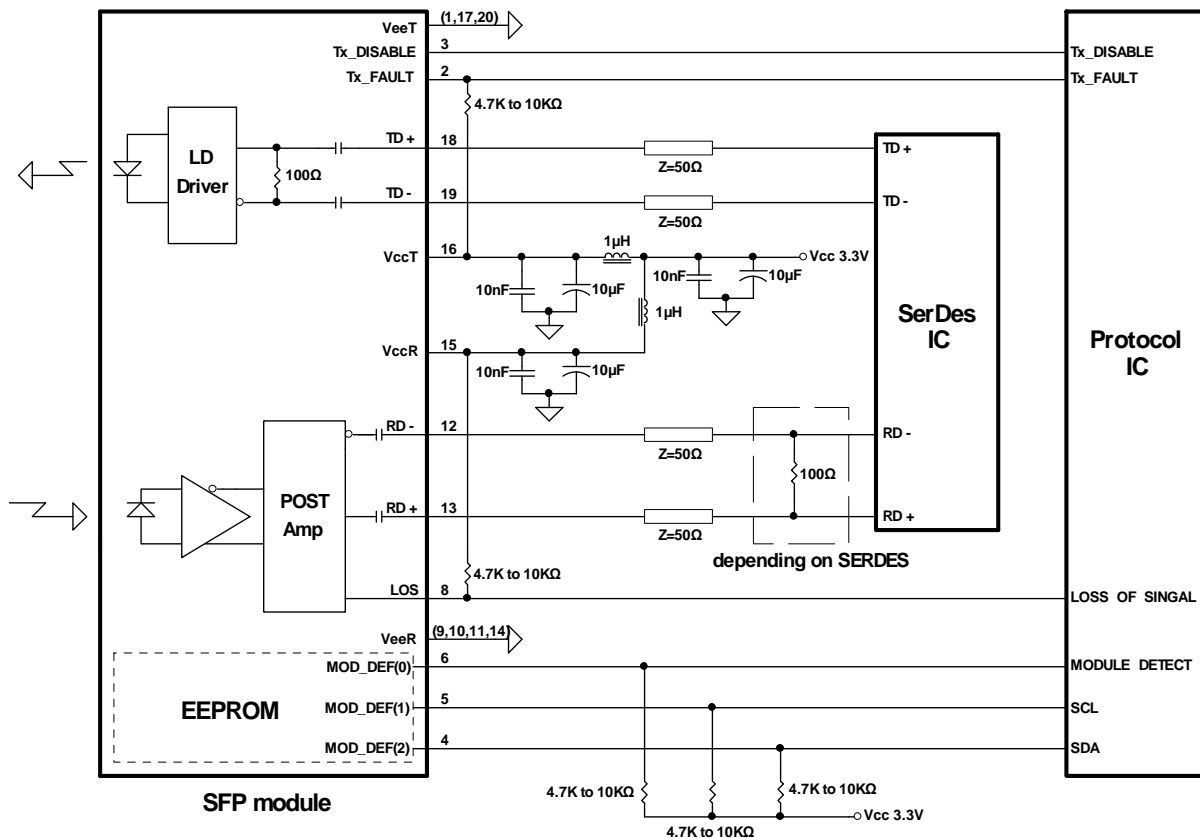 VeeT (1,17,20)
Tx_DISABLE 3 Tx_DISABLE
Tx_FAULT 2 Tx_FAULT
4.7K to 10KΩ
LD
Driver
100Ω
TD+ 18 Z=50Ω TD+
TD- 19 Z=50Ω TD-
VccT 16 1µH Vcc 3.3V
10nF 10µF 10nF 10µF
1µH
VccR 15
10nF 10µF
SerDes
IC
Protocol
IC
RD- 12 Z=50Ω RD-
100Ω
POST
Amp
RD+ 13 Z=50Ω RD+
depending on SERDES
4.7K to 10KΩ
LOS 8 LOSS OF SINGAL
VeeR (9,10,11,14)
MOD_DEF(0) 6 MODULE DETECT
EEPROM
MOD_DEF(1) 5 SCL
MOD_DEF(2) 4 SDA
SFP module
4.7K to 10KΩ 4.7K to 10KΩ
Vcc 3.3V
4.7K to 10KΩ